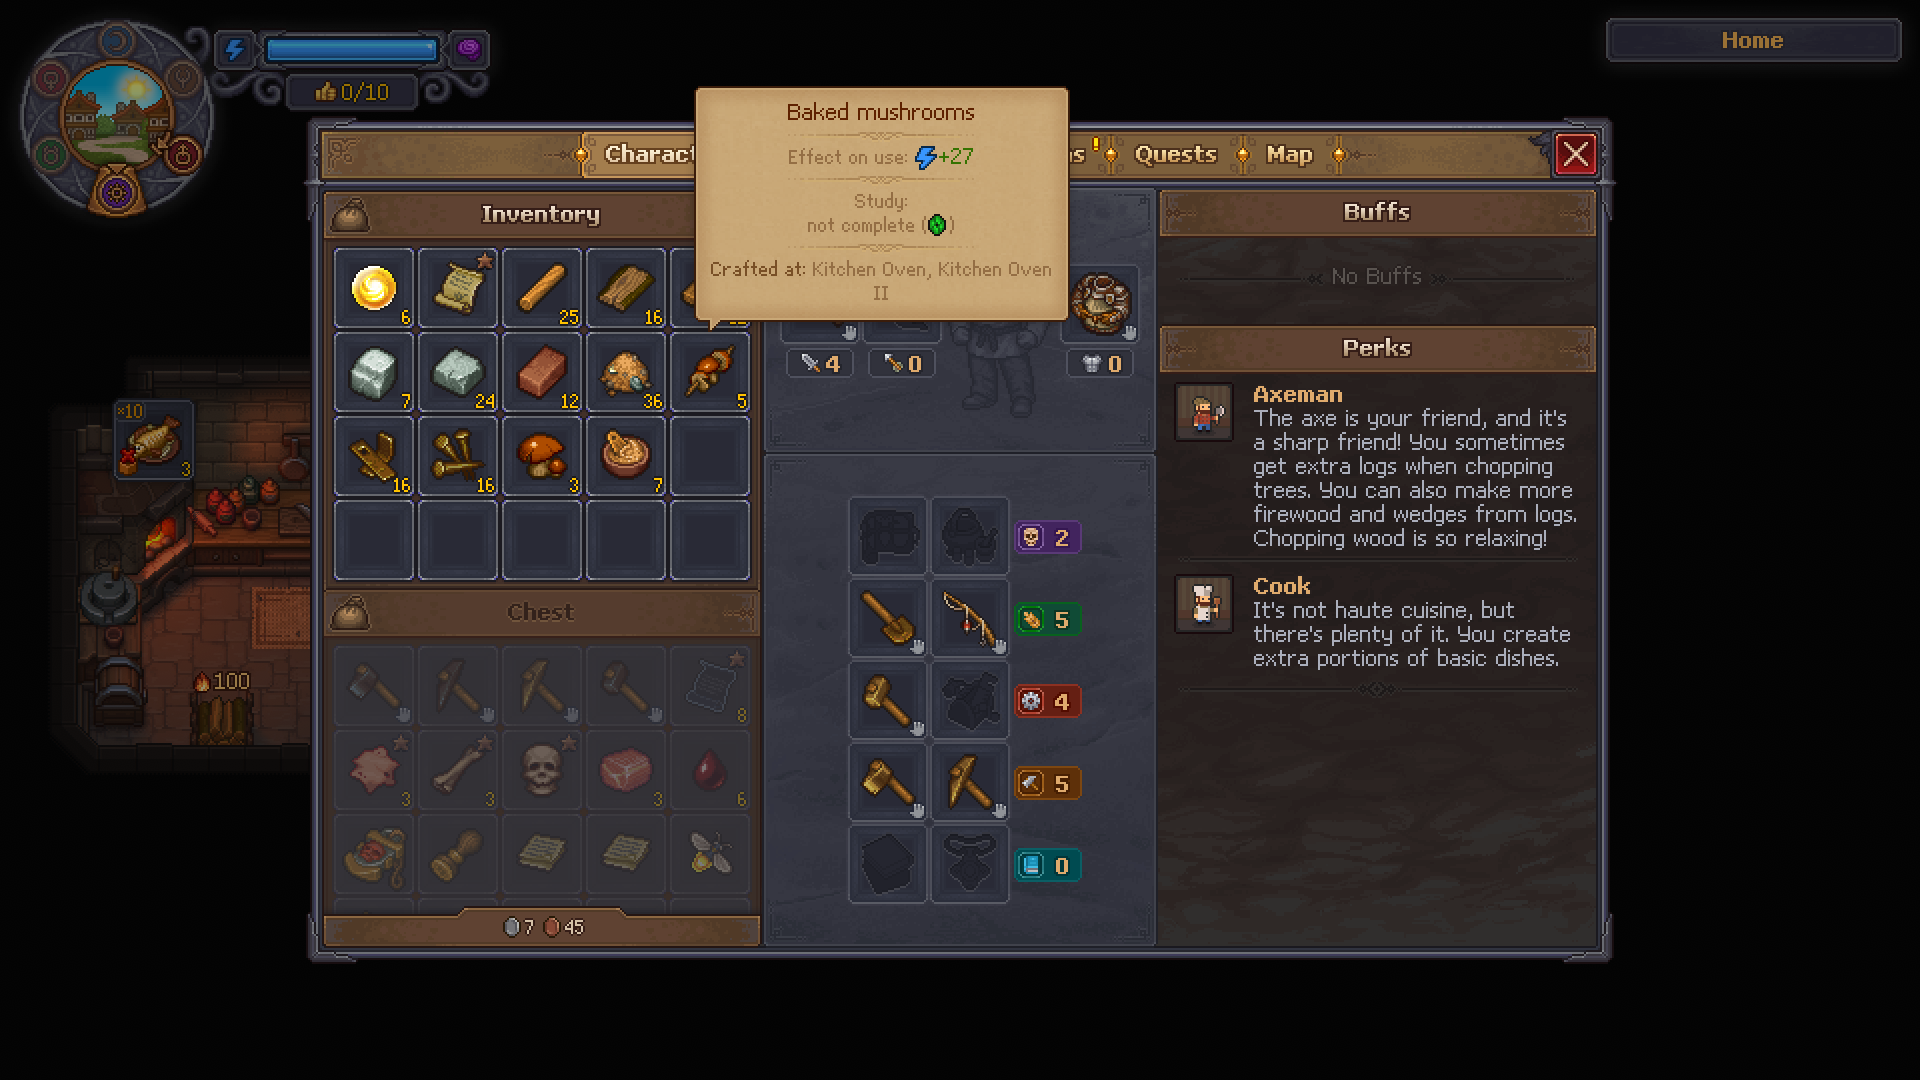 Home
0/10
Baked mushrooms
Effect on use: +27
Study:
not complete ( )
Crafted at: Kitchen Oven, Kitchen Oven
II
Quests
Map
Inventory
6
25
16
7
24
12
36
5
16
16
3
7
4
0
0
×10
3
100
Chest
8
3
3
3
6
7
45
2
5
4
5
0
Buffs
No Buffs
Perks
Axeman
The axe is your friend, and it's
a sharp friend! You sometimes
get extra logs when chopping
trees. You can also make more
firewood and wedges from logs.
Chopping wood is so relaxing!
Cook
It's not haute cuisine, but
there's plenty of it. You create
extra portions of basic dishes.